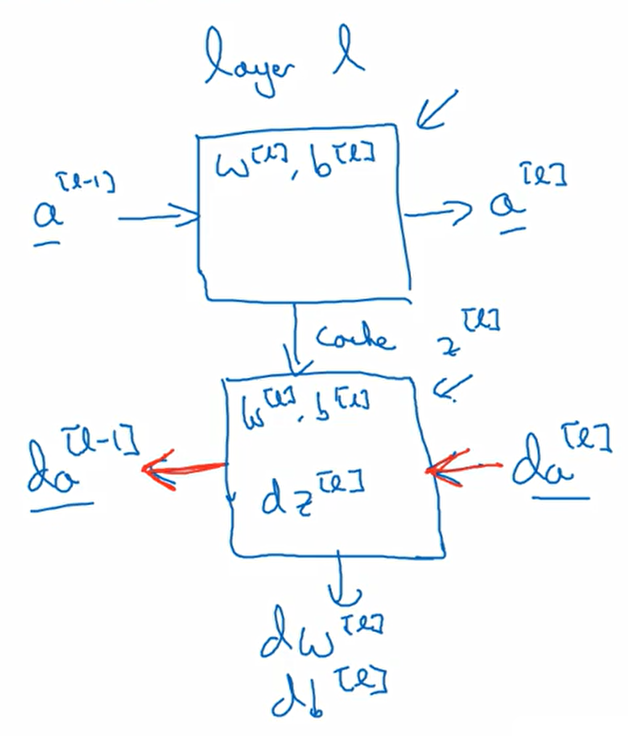 layer l
w^[l], b^[l]
a^[l-1]
a^[l]
cache z^[l]
w^[l], b^[l]
da^[l-1]
dz^[l]
da^[l]
dw^[l]
db^[l]